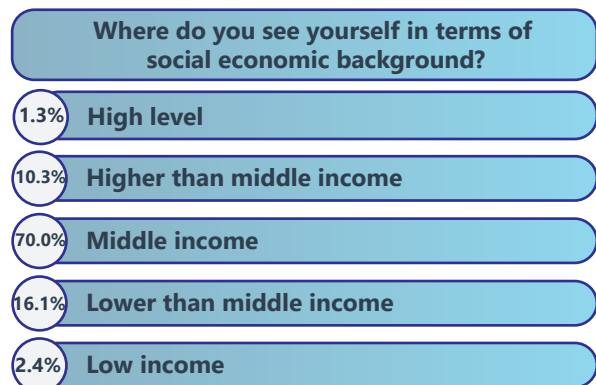 Where do you see yourself in terms of
social economic background?
1.3% High level
10.3% Higher than middle income
70.0% Middle income
16.1% Lower than middle income
2.4% Low income